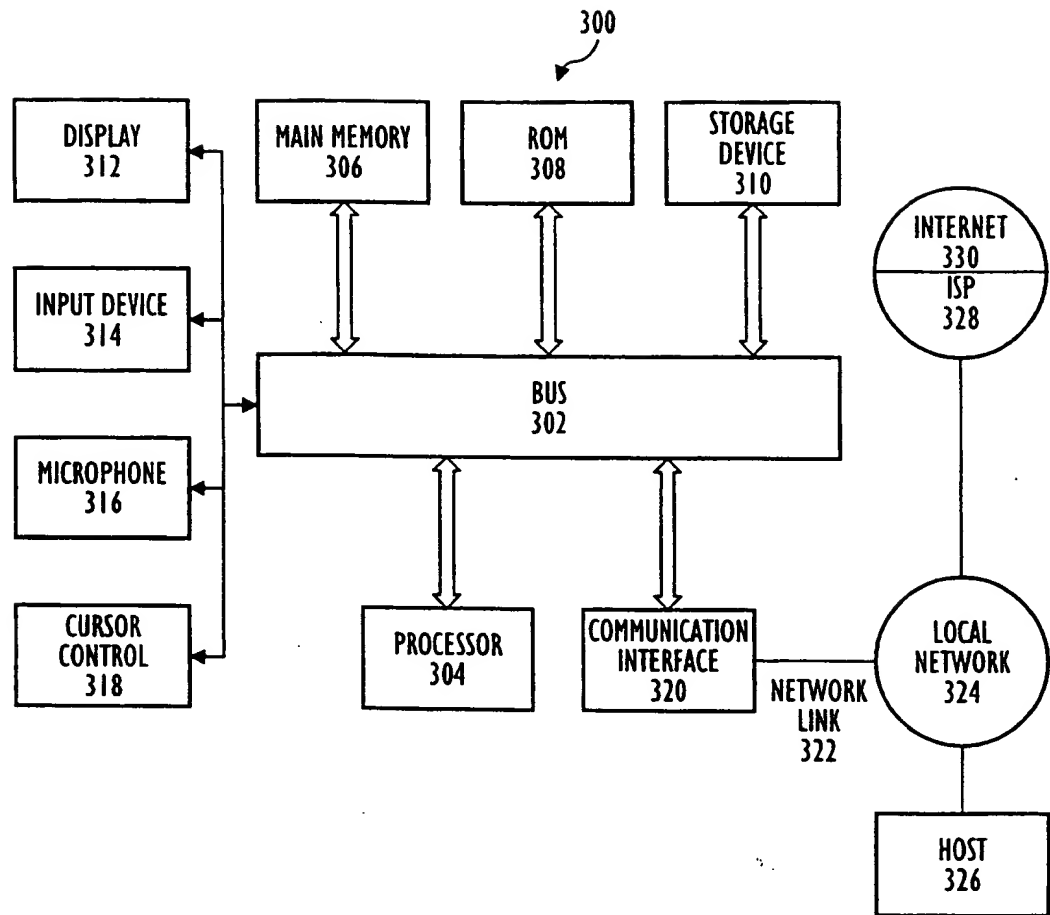 300
DISPLAY
312
MAIN MEMORY
306
ROM
308
STORAGE
DEVICE
310
INTERNET
330
ISP
328
INPUT DEVICE
314
BUS
302
MICROPHONE
316
CURSOR
CONTROL
318
PROCESSOR
304
COMMUNICATION
INTERFACE
320
NETWORK
LINK
322
LOCAL
NETWORK
324
HOST
326